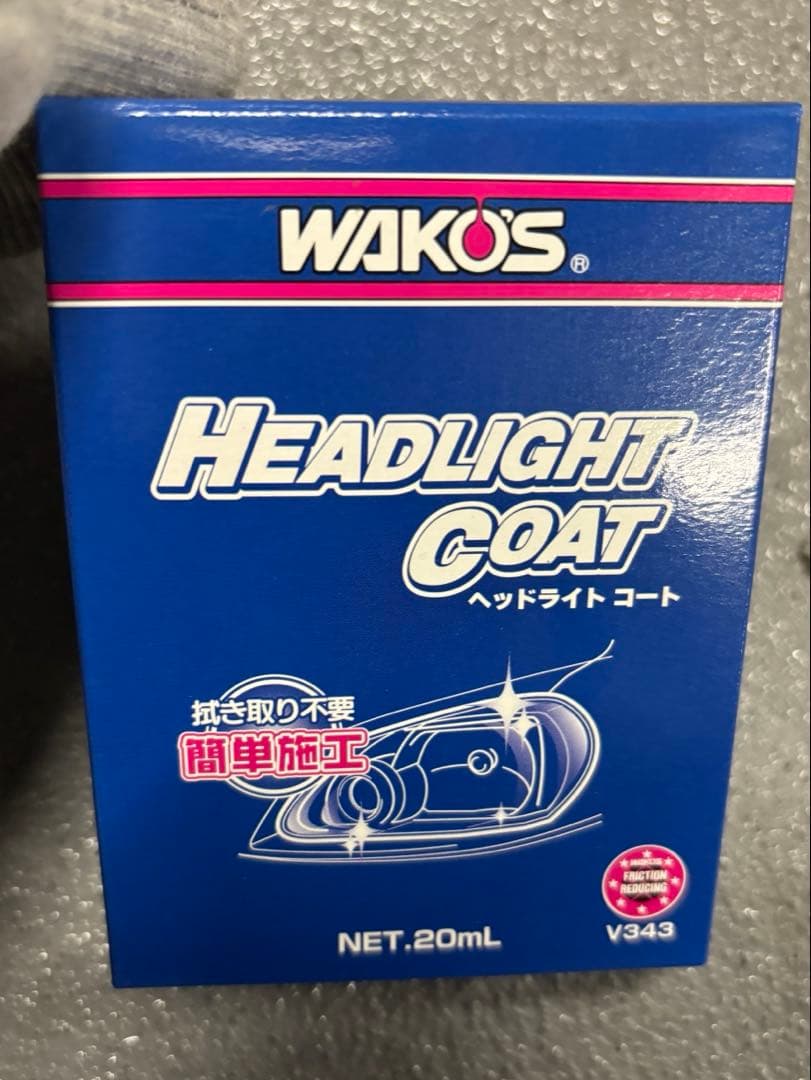 WAKO'S®
HEADLIGHT
COAT
ヘッドライト コート
拭き取り不要
簡単施工
FRICTION
REDUCING
NET.20mL
V343